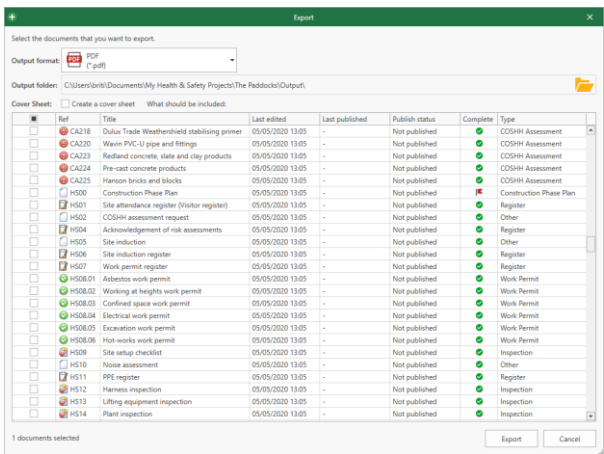 Export
Select the documents that you want to export.
Output format: PDF PDF (*.pdf)
Output folder: C:\Users\briti\Documents\My Health & Safety Projects\The Paddocks\Output\
Cover Sheet: Create a cover sheet What should be included:
Ref Title Last edited Last published Publish status Complete Type
CA218 Dulux Trade Weathershield stabilising primer 05/05/2020 13:05 - Not published COSHH Assessment
CA220 Wavin PVC-U pipe and fittings 05/05/2020 13:05 - Not published COSHH Assessment
CA223 Redland concrete, slate and clay products 05/05/2020 13:05 - Not published COSHH Assessment
CA224 Pre-cast concrete products 05/05/2020 13:05 - Not published COSHH Assessment
CA225 Hanson bricks and blocks 05/05/2020 13:05 - Not published COSHH Assessment
HS00 Construction Phase Plan 05/05/2020 13:05 - Not published Construction Phase Plan
HS01 Site attendance register (Visitor register) 05/05/2020 13:05 - Not published Register
HS02 COSHH assessment request 05/05/2020 13:05 - Not published Other
HS04 Acknowledgement of risk assessments 05/05/2020 13:05 - Not published Register
HS05 Site induction 05/05/2020 13:05 - Not published Other
HS06 Site induction register 05/05/2020 13:05 - Not published Register
HS07 Work permit register 05/05/2020 13:05 - Not published Register
HS08.01 Asbestos work permit 05/05/2020 13:05 - Not published Work Permit
HS08.02 Working at heights work permit 05/05/2020 13:05 - Not published Work Permit
HS08.03 Confined space work permit 05/05/2020 13:05 - Not published Work Permit
HS08.04 Electrical work permit 05/05/2020 13:05 - Not published Work Permit
HS08.05 Excavation work permit 05/05/2020 13:05 - Not published Work Permit
HS08.06 Hot-works work permit 05/05/2020 13:05 - Not published Work Permit
HS09 Site setup checklist 05/05/2020 13:05 - Not published Inspection
HS10 Noise assessment 05/05/2020 13:05 - Not published Other
HS11 PPE register 05/05/2020 13:05 - Not published Register
HS12 Harness inspection 05/05/2020 13:05 - Not published Inspection
HS13 Lifting equipment inspection 05/05/2020 13:05 - Not published Inspection
HS14 Plant inspection 05/05/2020 13:05 - Not published Inspection
1 documents selected Export Cancel